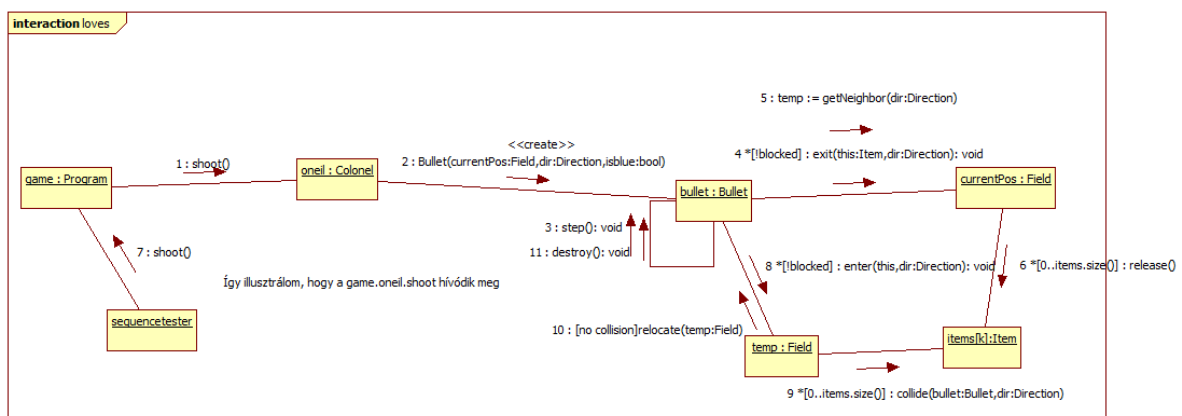 interaction loves
5 : temp := getNeighbor(dir:Direction)
<<create>>
1 : shoot()
2 : Bullet(currentPos:Field,dir:Direction,isblue:bool)
4 *[!blocked] : exit(this:Item,dir:Direction): void
game : Program
oneil : Colonel
bullet : Bullet
currentPos : Field
3 : step(): void
7 : shoot()
11 : destroy(): void
8 *[!blocked] : enter(this,dir:Direction): void
6 *[0..items.size()] : release()
Így illusztrálom, hogy a game.oneil.shoot hívódik meg
sequencetester
10 : [no collision]relocate(temp:Field)
temp : Field
items[k]:Item
9 *[0..items.size()] : collide(bullet:Bullet,dir:Direction)